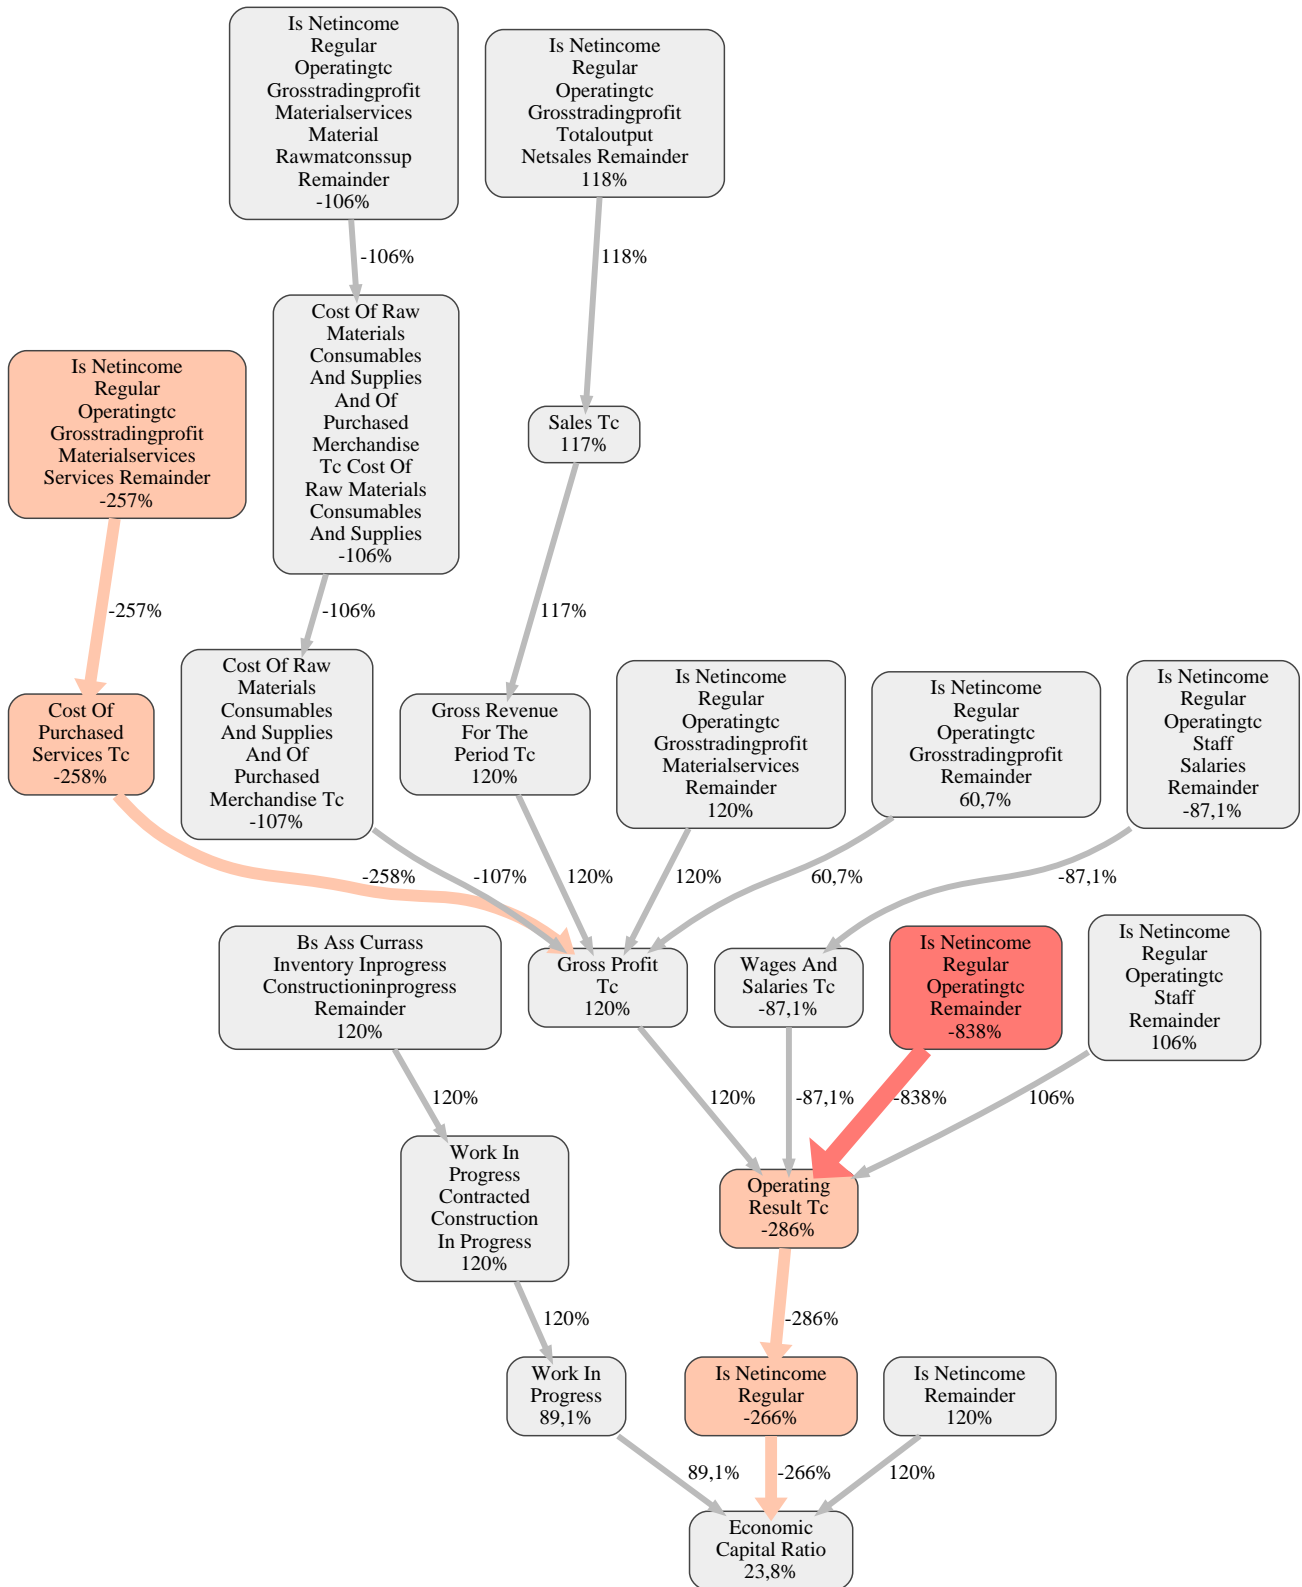 Is Netincome
Regular
Operatingtc
Grosstradingprofit
Materialservices
Material
Rawmatconssup
Remainder
-106%
Is Netincome
Regular
Operatingtc
Grosstradingprofit
Totaloutput
Netsales Remainder
118%
-106%
118%
Cost Of Raw
Materials
Consumables
And Supplies
And Of
Purchased
Merchandise
Tc Cost Of
Raw Materials
Consumables
And Supplies
-106%
Is Netincome
Regular
Operatingtc
Grosstradingprofit
Materialservices
Services Remainder
-257%
Sales Tc
117%
-257%
-106%
117%
Cost Of
Purchased
Services Tc
-258%
Cost Of Raw
Materials
Consumables
And Supplies
And Of
Purchased
Merchandise Tc
-107%
Gross Revenue
For The
Period Tc
120%
Is Netincome
Regular
Operatingtc
Grosstradingprofit
Materialservices
Remainder
120%
Is Netincome
Regular
Operatingtc
Grosstradingprofit
Remainder
60,7%
Is Netincome
Regular
Operatingtc
Staff
Salaries
Remainder
-87,1%
-258%
-107%
120%
120%
60,7%
-87,1%
Bs Ass Currass
Inventory Inprogress
Constructioninprogress
Remainder
120%
Gross Profit
Tc
120%
Wages And
Salaries Tc
-87,1%
Is Netincome
Regular
Operatingtc
Remainder
-838%
Is Netincome
Regular
Operatingtc
Staff
Remainder
106%
120%
120%
-87,1%
-838%
106%
Work In
Progress
Contracted
Construction
In Progress
120%
Operating
Result Tc
-286%
120%
-286%
Work In
Progress
89,1%
Is Netincome
Regular
-266%
Is Netincome
Remainder
120%
89,1%
-266%
120%
Economic
Capital Ratio
23,8%